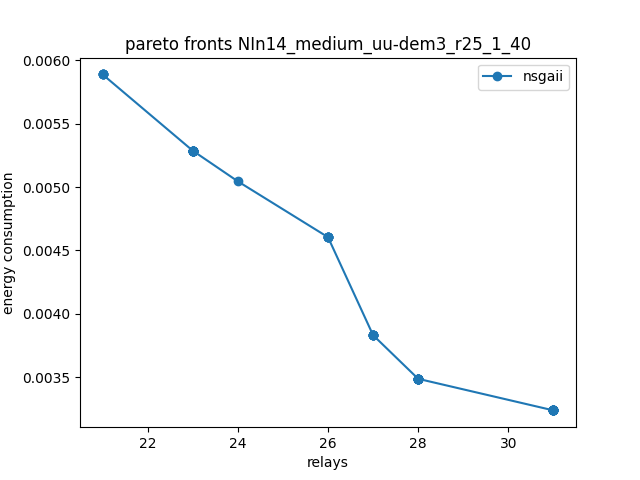 pareto fronts NIn14_medium_uu-dem3_r25_1_40
nsgaii
energy consumption
0.0060
0.0055
0.0050
0.0045
0.0040
0.0035
22 24 26 28 30
relays